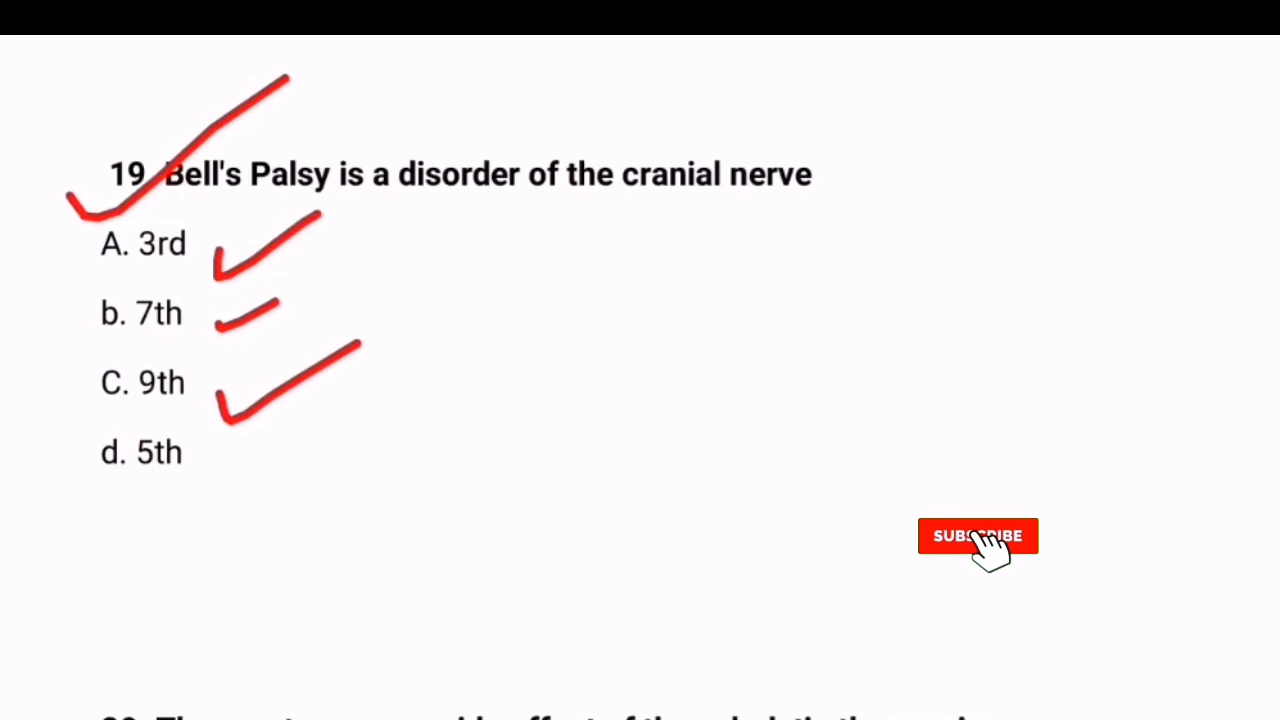 19. Bell's Palsy is a disorder of the cranial nerve
A. 3rd
b. 7th
C. 9th
d. 5th
SUBSCRIBE